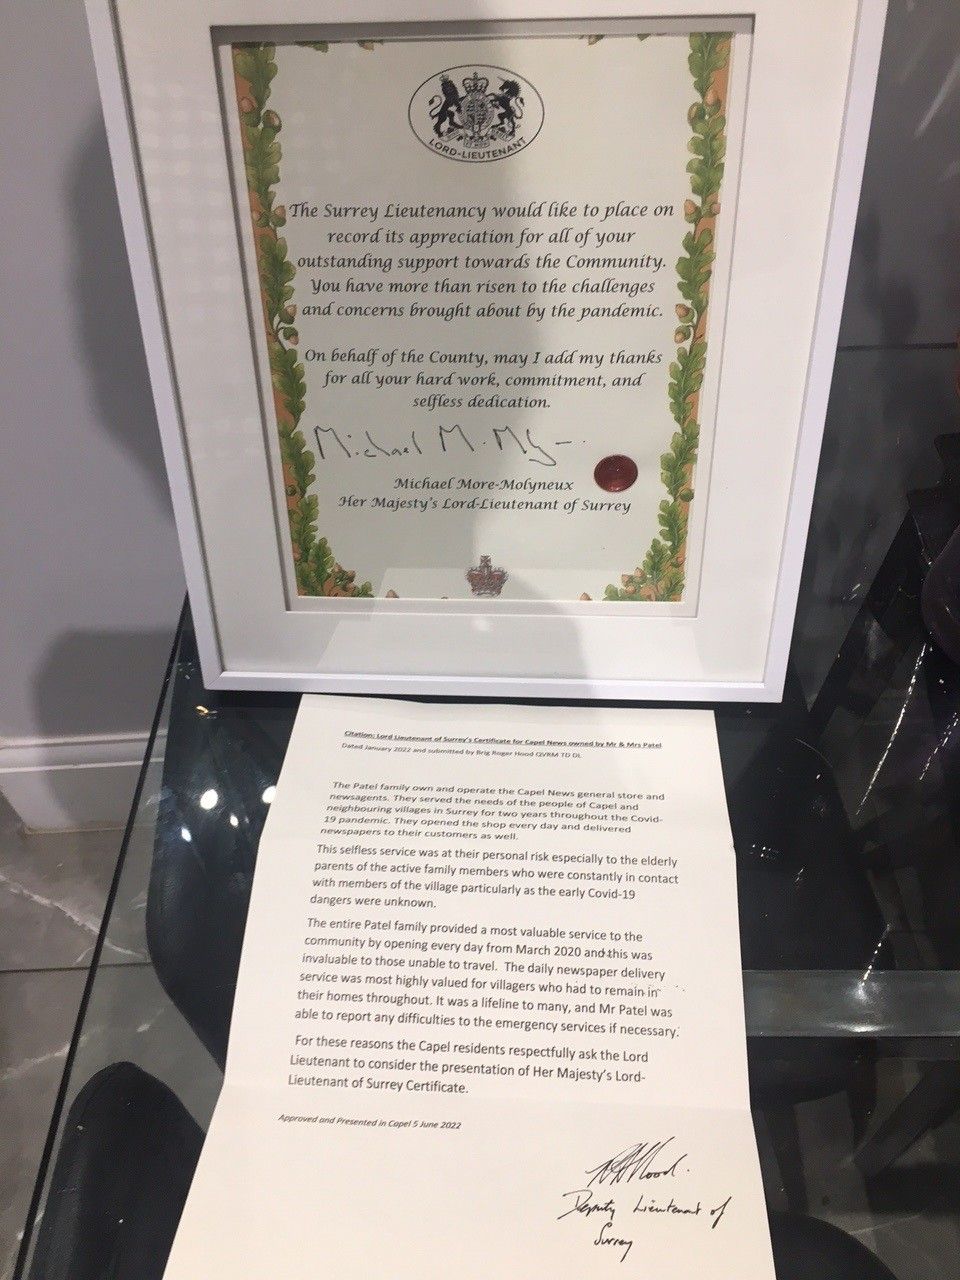 LORD-LIEUTENANT
The Surrey Lieutenancy would like to place on
record its appreciation for all of your
outstanding support towards the Community.
You have more than risen to the challenges
and concerns brought about by the pandemic.
On behalf of the County, may I add my thanks
for all your hard work, commitment, and
selfless dedication.
Michael M. M
Michael More-Molyneux
Her Majesty's Lord-Lieutenant of Surrey
Citation: Lord Lieutenant of Surrey's Certificate for Capel News owned by Mr & Mrs Patel
Dated January 2022 and submitted by Brig Roger Hood QVRM TD DL
The Patel family own and operate the Capel News general store and
newsagents. They served the needs of the people of Capel and
neighbouring villages in Surrey for two years throughout the Covid-
19 pandemic. They opened the shop every day and delivered
newspapers to their customers as well.
This selfless service was at their personal risk especially to the elderly
parents of the active family members who were constantly in contact
with members of the village particularly as the early Covid-19
dangers were unknown.
The entire Patel family provided a most valuable service to the
community by opening every day from March 2020 and this was
invaluable to those unable to travel. The daily newspaper delivery
service was most highly valued for villagers who had to remain in
their homes throughout. It was a lifeline to many, and Mr Patel was
able to report any difficulties to the emergency services if necessary.
For these reasons the Capel residents respectfully ask the Lord
Lieutenant to consider the presentation of Her Majesty's Lord-
Lieutenant of Surrey Certificate.
Approved and Presented in Capel 5 June 2022
Hood.
Deputy Lieutenant of
Surrey